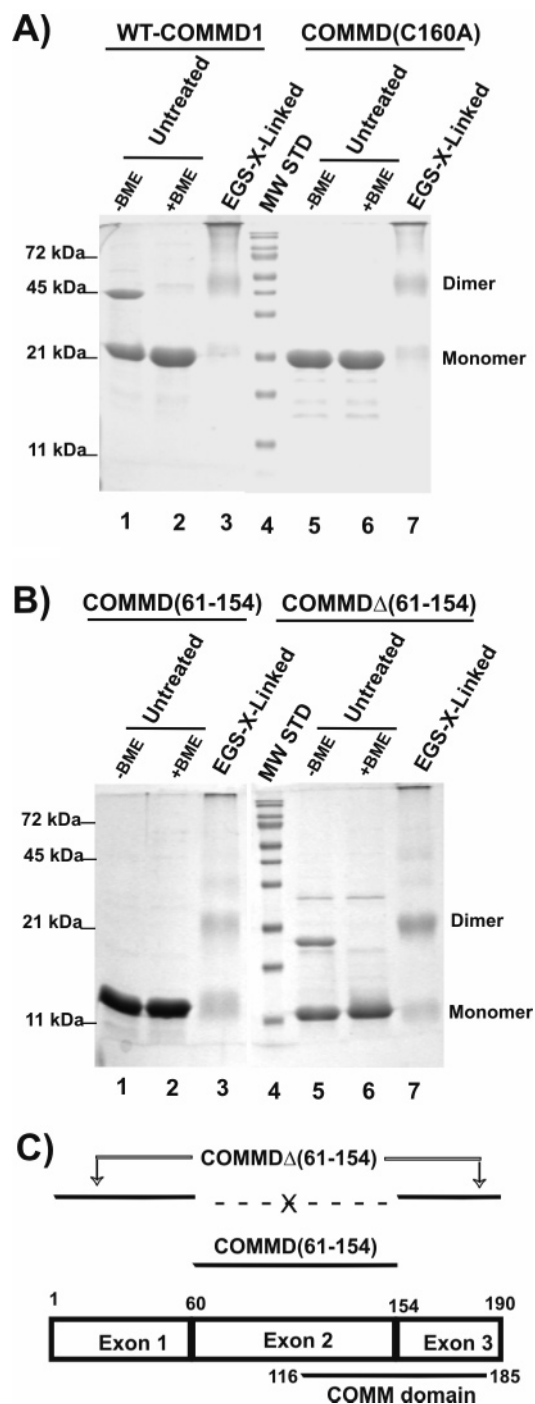 A)
WT-COMMD1 COMMD(C160A)
Untreated Untreated
-BME +BME EGS-X-Linked MW STD -BME +BME EGS-X-Linked
72 kDa
45 kDa Dimer
21 kDa Monomer
11 kDa
1 2 3 4 5 6 7
B)
COMMD(61-154) COMMDΔ(61-154)
Untreated Untreated
-BME +BME EGS-X-Linked MW STD -BME +BME EGS-X-Linked
72 kDa
45 kDa
21 kDa Dimer
11 kDa Monomer
1 2 3 4 5 6 7
C)
COMMDΔ(61-154)
X
COMMD(61-154)
1 60 154 190
Exon 1 Exon 2 Exon 3
116 185
COMM domain